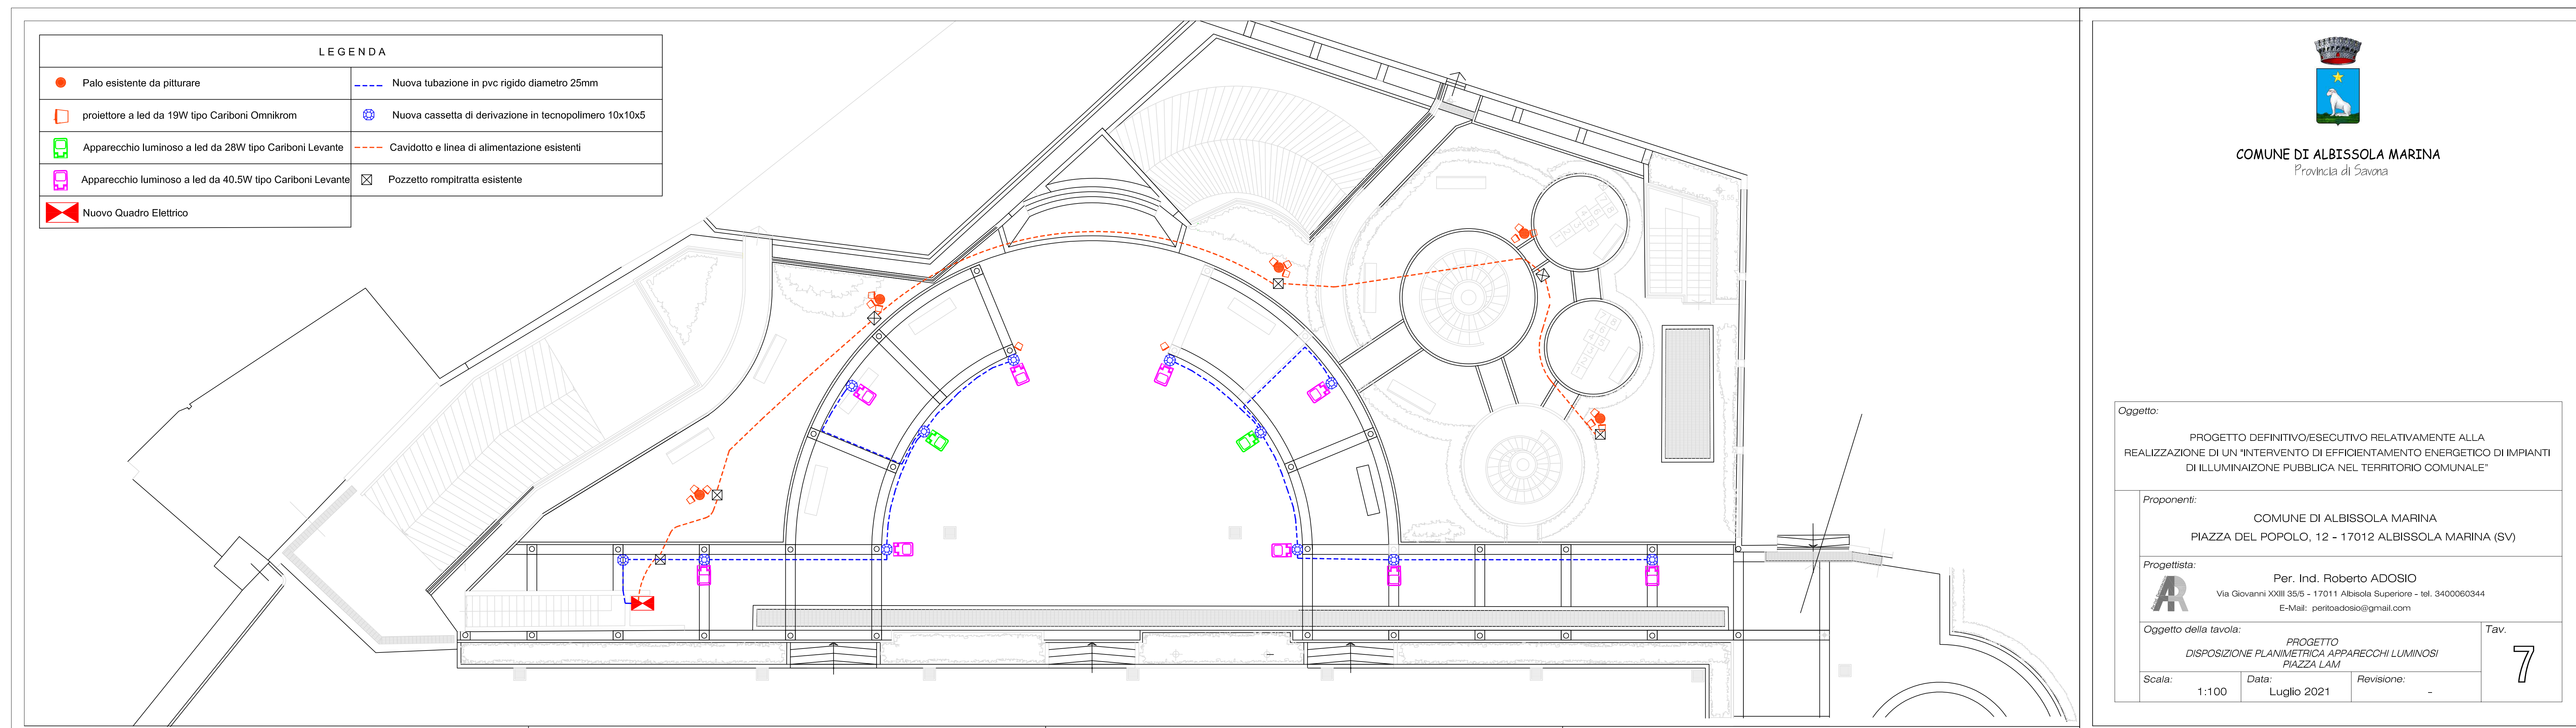 LEGENDA
Palo esistente da pitturare
Nuova tubazione in pvc rigido diametro 25mm
proiettore a led da 19W tipo Cariboni Omnikrom
Nuova cassetta di derivazione in tecnopolimero 10x10x5
Apparecchio luminoso a led da 28W tipo Cariboni Levante
Cavidotto e linea di alimentazione esistenti
Apparecchio luminoso a led da 40.5W tipo Cariboni Levante
Pozzetto rompitratta esistente
Nuovo Quadro Elettrico
COMUNE DI ALBISSOLA MARINA
Provincia di Savona
Oggetto:
PROGETTO DEFINITIVO/ESECUTIVO RELATIVAMENTE ALLA
REALIZZAZIONE DI UN "INTERVENTO DI EFFICIENTAMENTO ENERGETICO DI IMPIANTI
DI ILLUMINAIZONE PUBBLICA NEL TERRITORIO COMUNALE"
Proponenti:
COMUNE DI ALBISSOLA MARINA
PIAZZA DEL POPOLO, 12 - 17012 ALBISSOLA MARINA (SV)
Progettista:
Per. Ind. Roberto ADOSIO
Via Giovanni XXIII 35/5 - 17011 Albisola Superiore - tel. 3400060344
E-Mail: peritoadosio@gmail.com
Oggetto della tavola:
PROGETTO
DISPOSIZIONE PLANIMETRICA APPARECCHI LUMINOSI
PIAZZA LAM
Tav.
7
Scala:
1:100
Data:
Luglio 2021
Revisione:
-